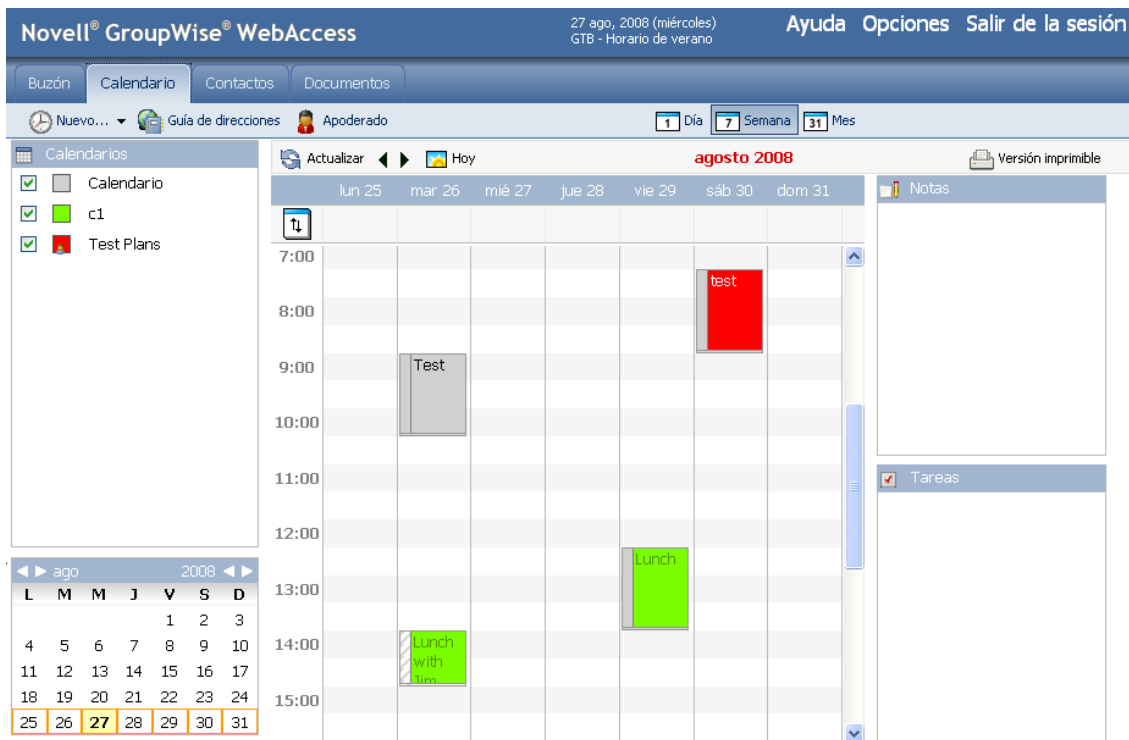 Novell® GroupWise® WebAccess
27 ago, 2008 (miércoles)
GTB - Horario de verano
Ayuda Opciones Salir de la sesión
Buzón Calendario Contactos Documentos
Nuevo... Guía de direcciones Apoderado
1 Día 7 Semana 31 Mes
Calendarios
Calendario
c1
Test Plans
Actualizar Hoy agosto 2008 Versión imprimible
lun 25 mar 26 mié 27 jue 28 vie 29 sáb 30 dom 31
7:00
8:00
9:00
10:00
11:00
12:00
13:00
14:00
15:00
test
Test
Lunch
Lunch
with
Jim
Notas
Tareas
ago 2008
L M M J V S D
1 2 3
4 5 6 7 8 9 10
11 12 13 14 15 16 17
18 19 20 21 22 23 24
25 26 27 28 29 30 31